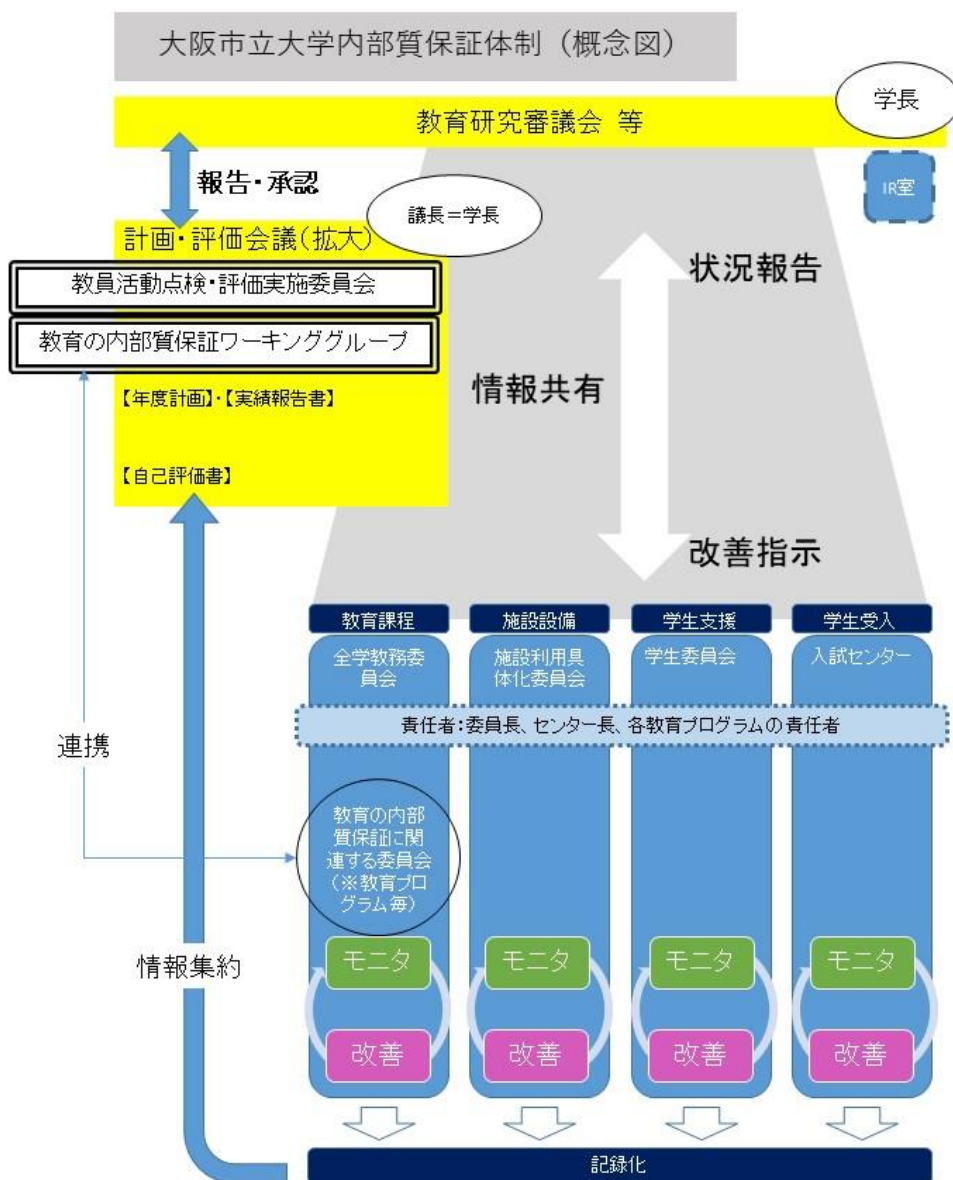 大阪市立大学内部質保証体制（概念図）
学長
教育研究審議会 等
IR室
報告・承認
議長＝学長
計画・評価会議(拡大)
教員活動点検・評価実施委員会
教育の内部質保証ワーキンググループ
【年度計画】・【実績報告書】
【自己評価書】
状況報告
情報共有
改善指示
教育課程
施設設備
学生支援
学生受入
全学教務委
員会
施設利用具
体化委員会
学生委員会
入試センター
責任者：委員長、センター長、各教育プログラムの責任者
連携
教育の内部
質保証に関
連する委員会
(※教育プロ
グラム毎)
情報集約
モニタ
モニタ
モニタ
モニタ
改善
改善
改善
改善
記録化